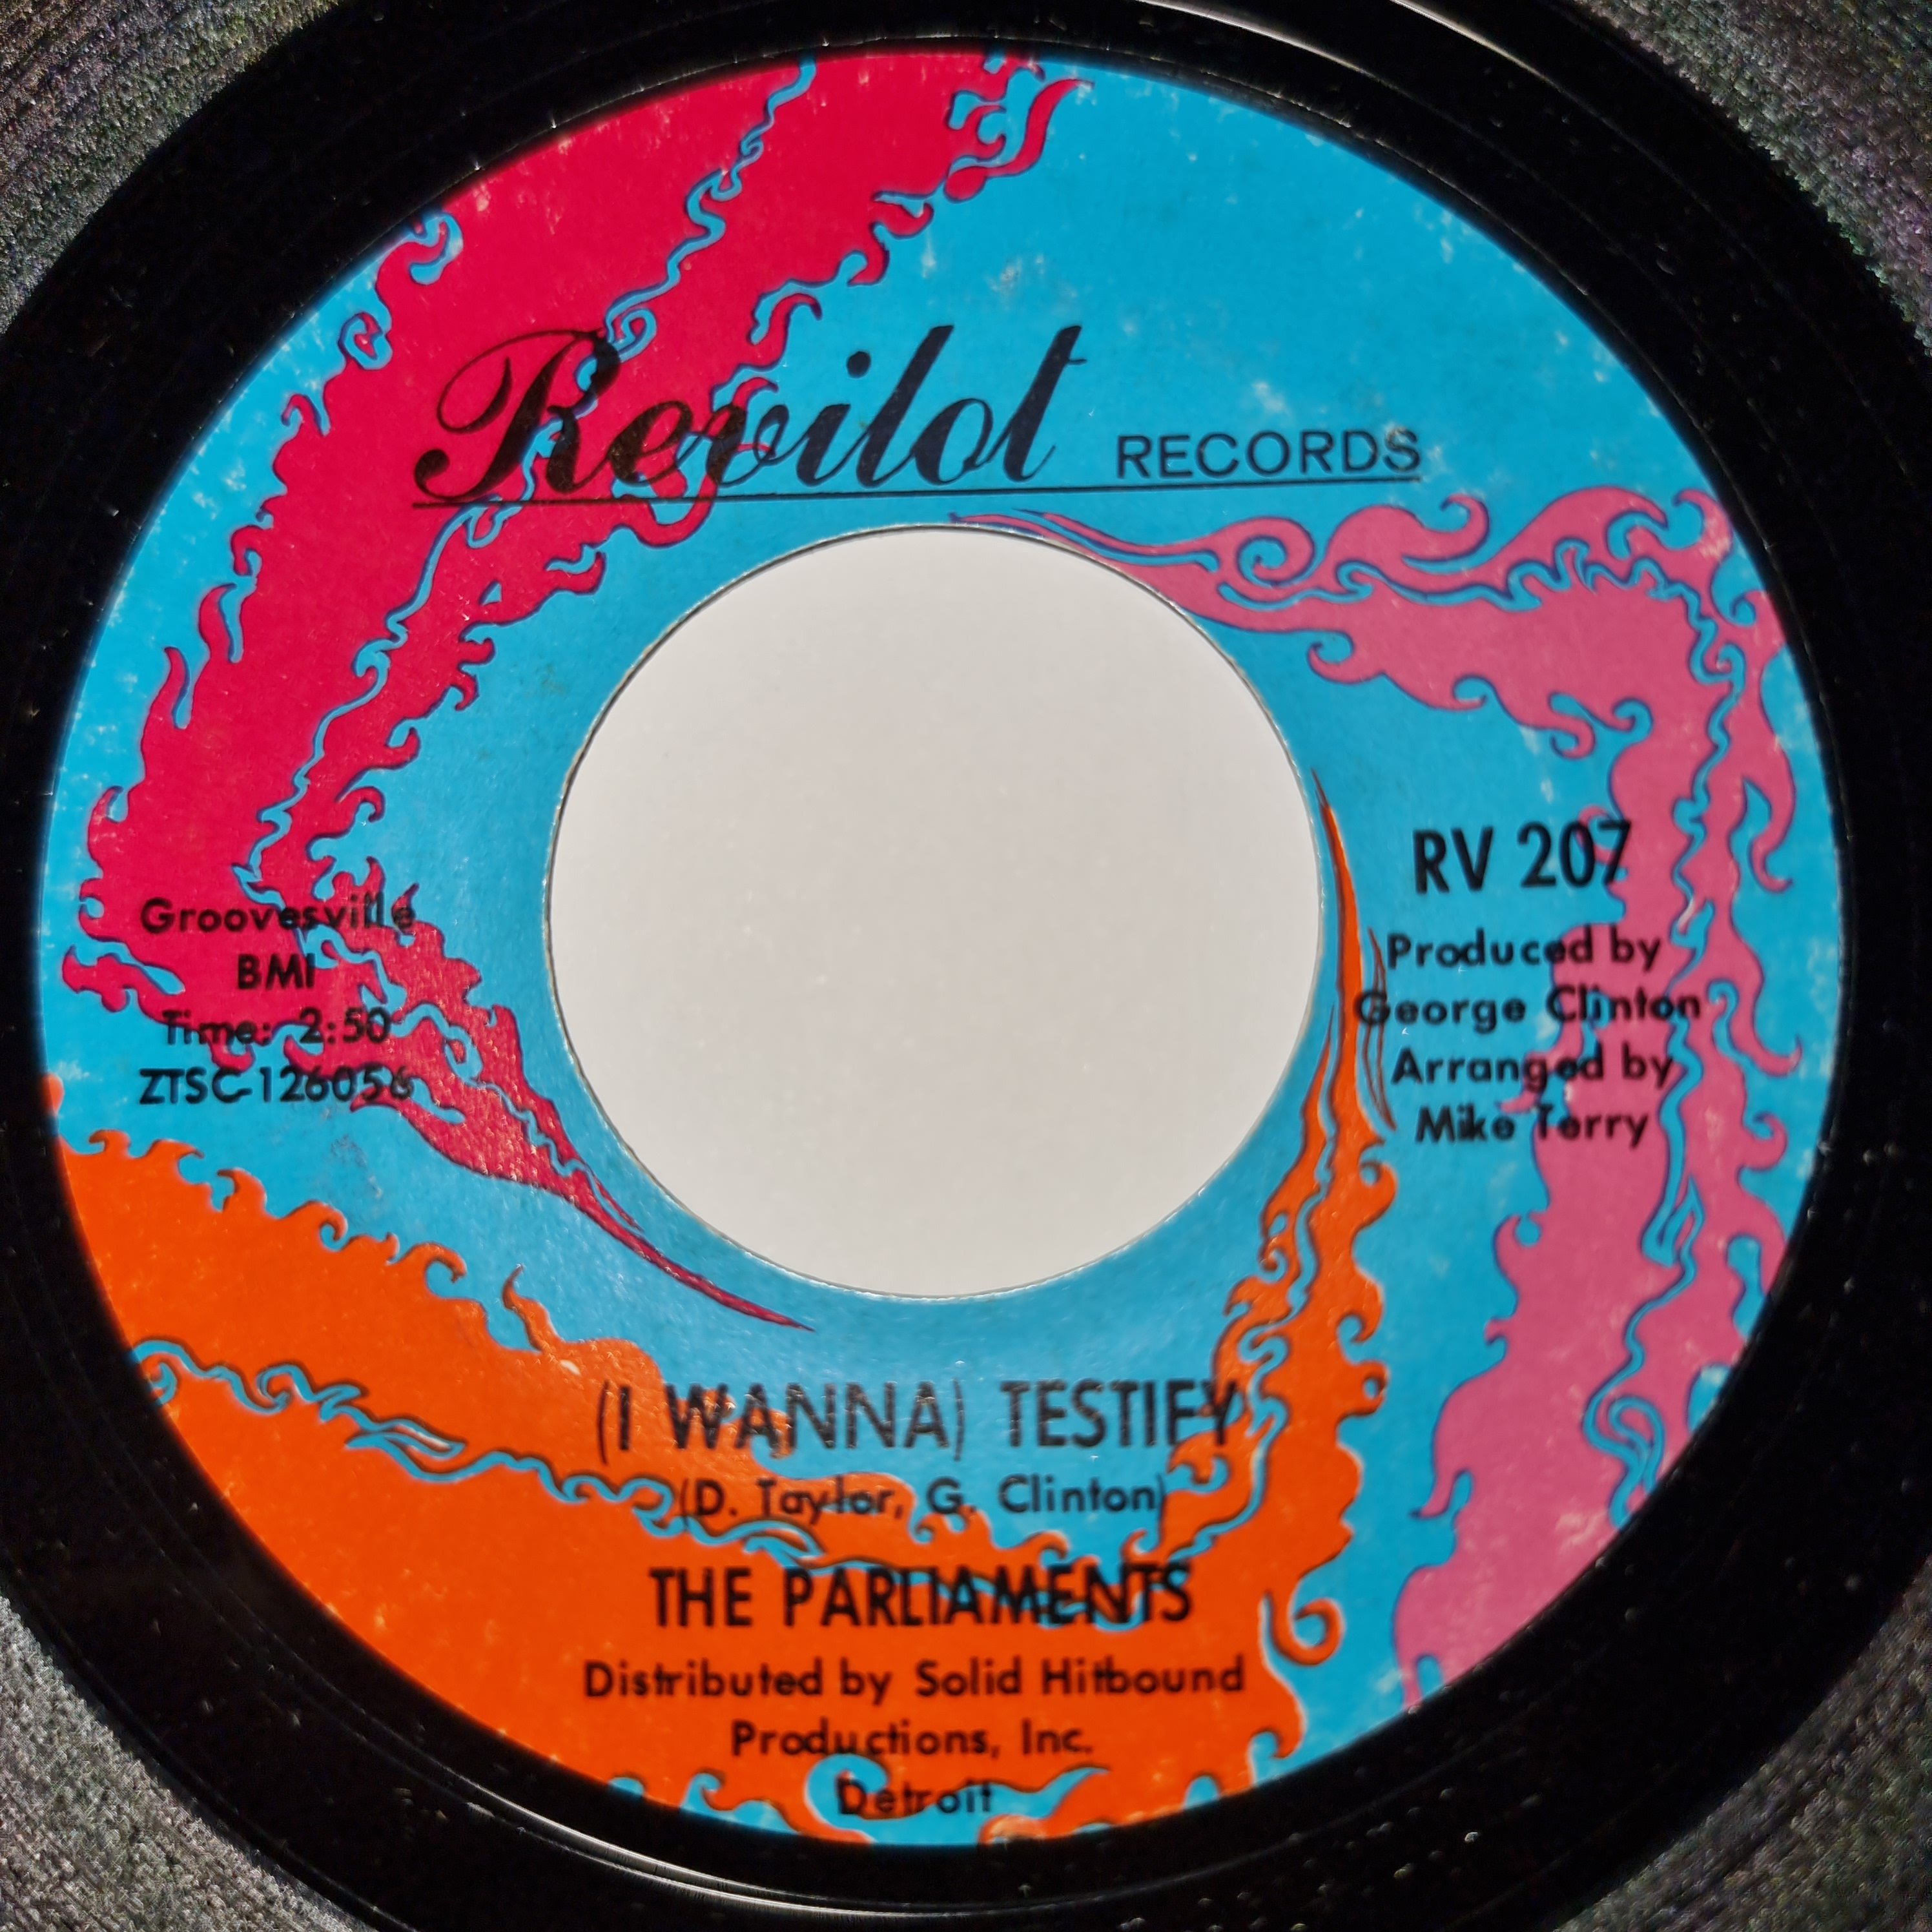 Revilot RECORDS
Groovesville
BMI
Time: 2:50
ZTSC-126056
RV 207
Produced by
George Clinton
Arranged by
Mike Terry
(I WANNA) TESTIFY
(D. Taylor, G. Clinton)
THE PARLIAMENTS
Distributed by Solid Hitbound
Productions, Inc.
Detroit